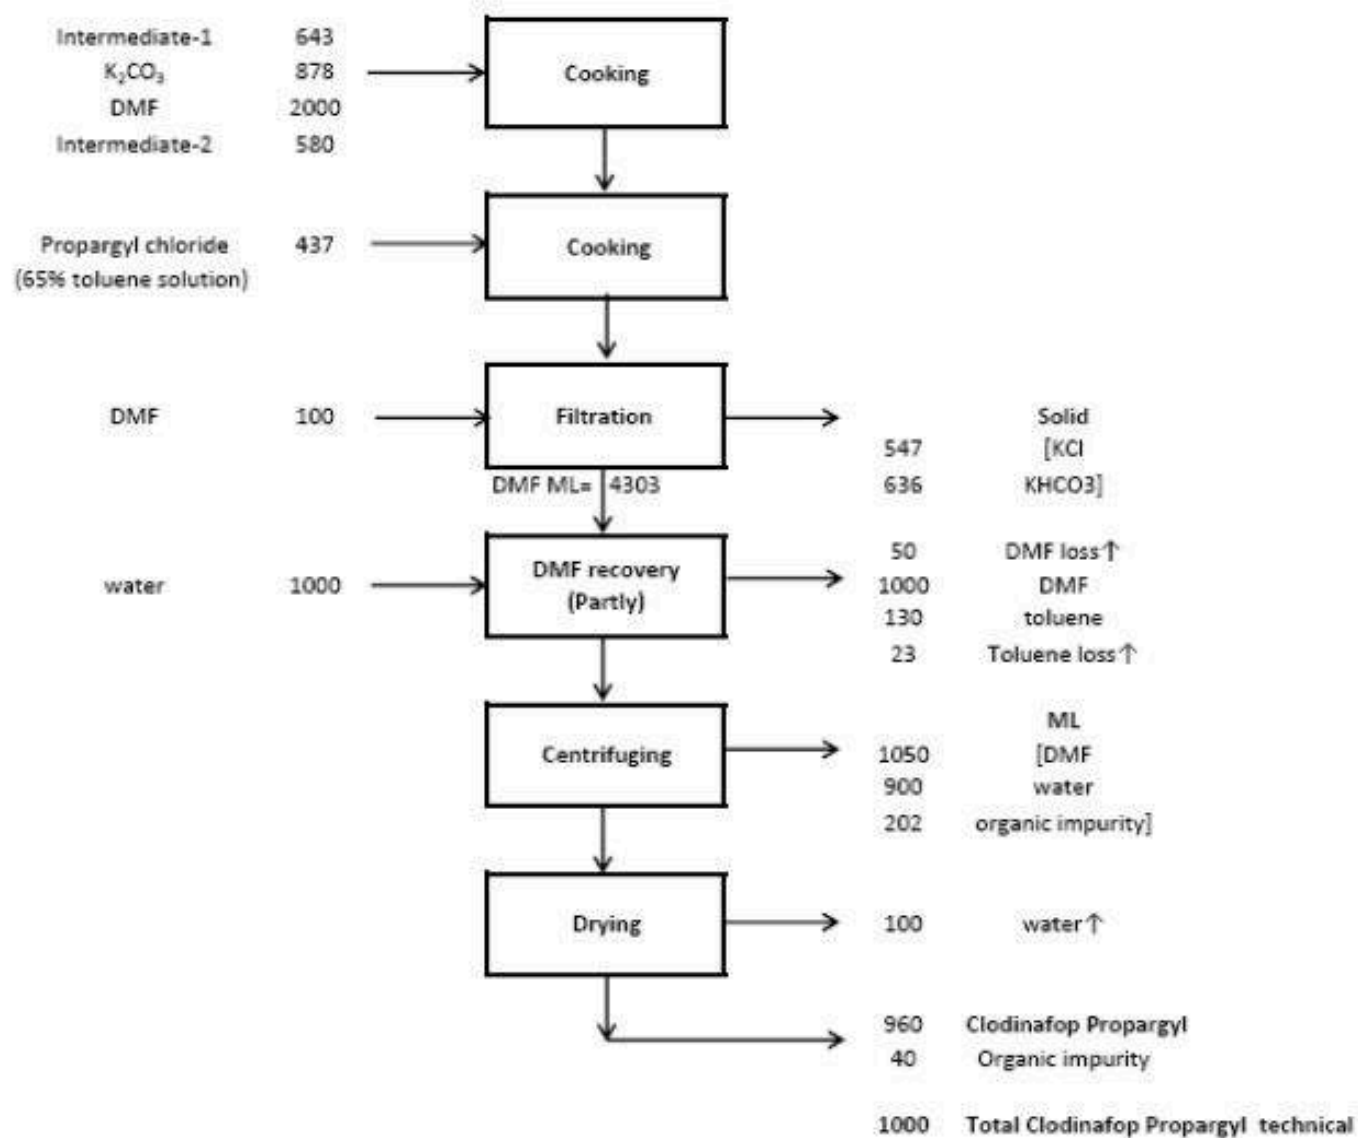 Intermediate-1 643
K₂CO₃ 878
DMF 2000
Intermediate-2 580
Cooking
Propargyl chloride 437
(65% toluene solution)
Cooking
DMF 100
Filtration
Solid
547 [KCl
636 KHCO3]
DMF ML= 4303
water 1000
DMF recovery
(Partly)
50 DMF loss↑
1000 DMF
130 toluene
23 Toluene loss↑
Centrifuging
ML
1050 [DMF
900 water
202 organic impurity]
Drying
100 water↑
960 Clodinafop Propargyl
40 Organic impurity
1000 Total Clodinafop Propargyl technical